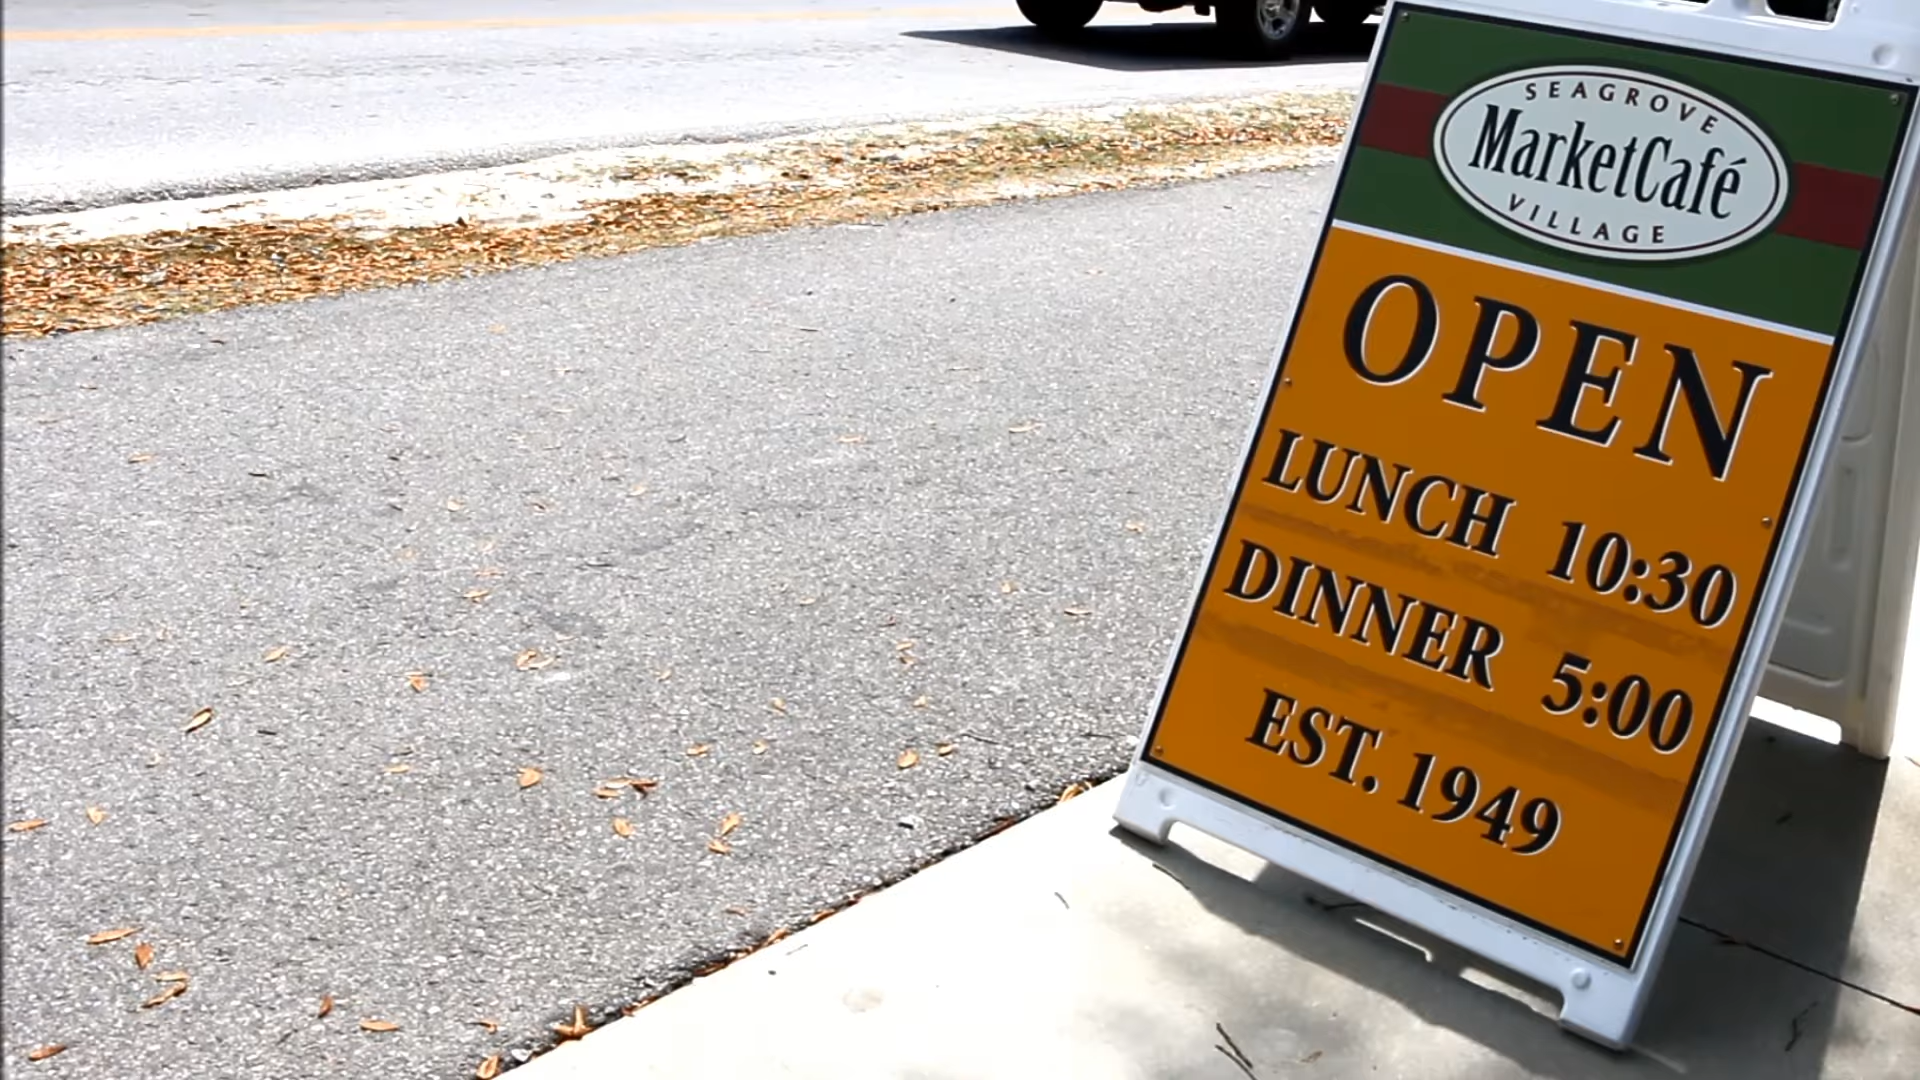 SEAGROVE
MarketCafé
VILLAGE
OPEN
LUNCH 10:30
DINNER 5:00
EST. 1949